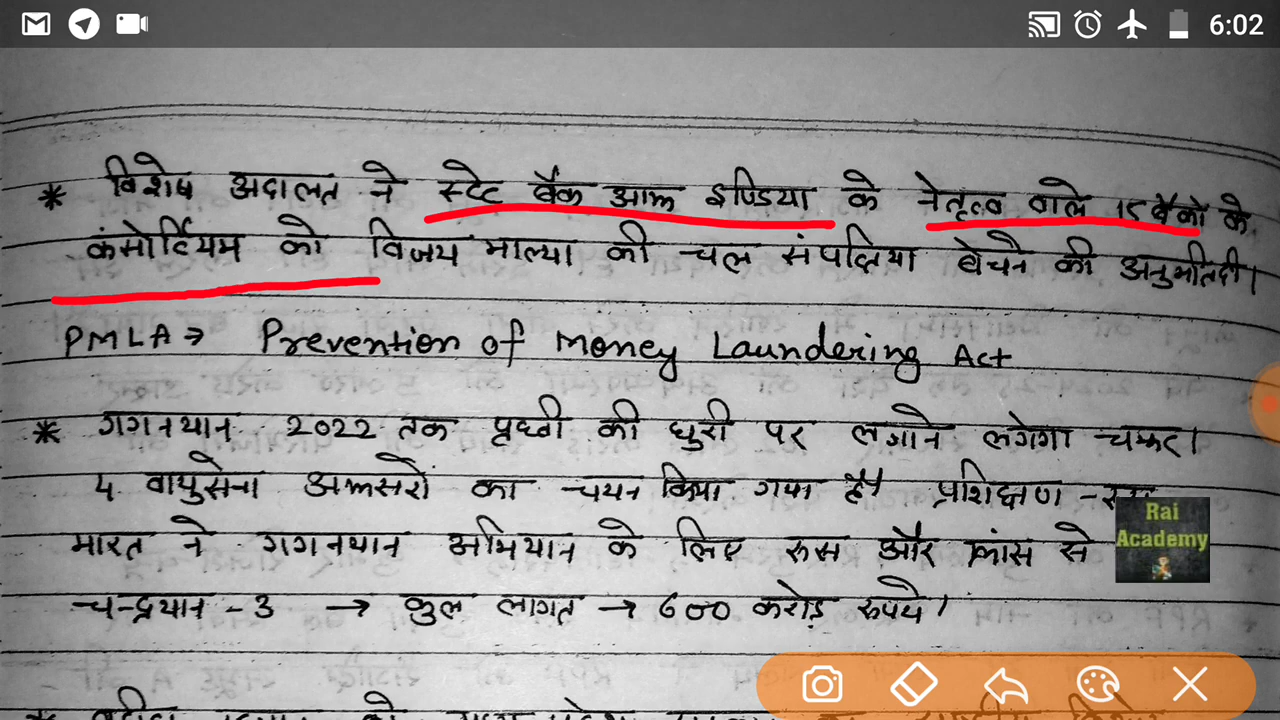 6:02
* विशेष अदालत ने स्टेट बैंक आफ इण्डिया के नेतृत्व वाले 15 बैंकों के
कंसोर्टियम को विजय माल्या की चल संपत्तिया बेचने की अनुमति दी।
PMLA → Prevention of Money Laundering Act
* गगनयान 2022 तक पृथ्वी की धुरी पर लगाने लगेगा चक्कर।
4 वायुसेना अफसरों का चयन किया गया है। प्रशिक्षण -
भारत ने गगनयान अभियान के लिए रूस और फ्रांस से
चन्द्रयान -3 → कुल लागत → 600 करोड़ रूपये।
Rai
Academy